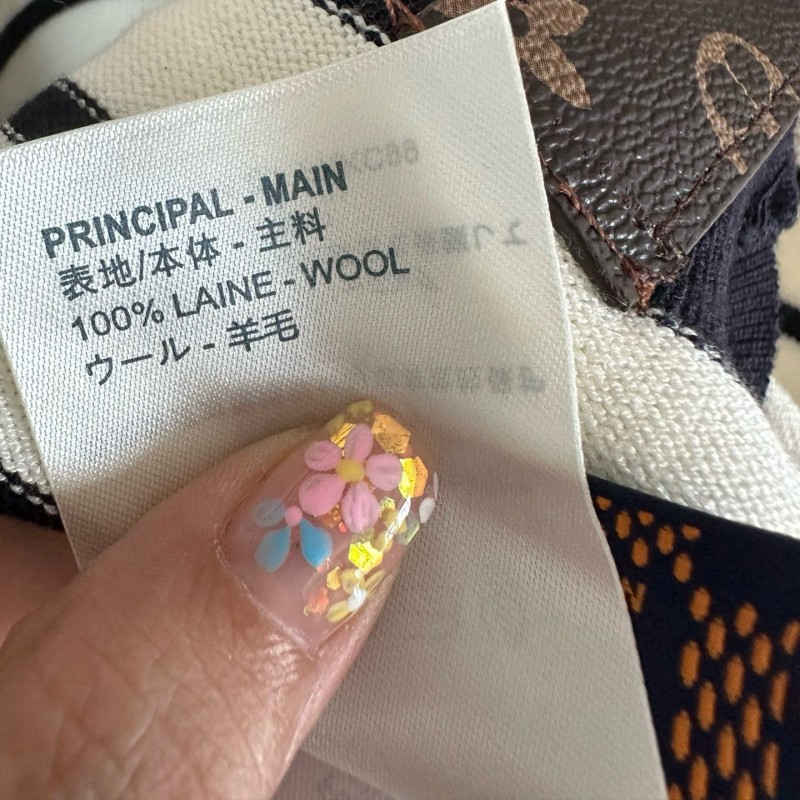 PRINCIPAL - MAIN
表地/本体 - 主料
100% LAINE - WOOL
ウール - 羊毛